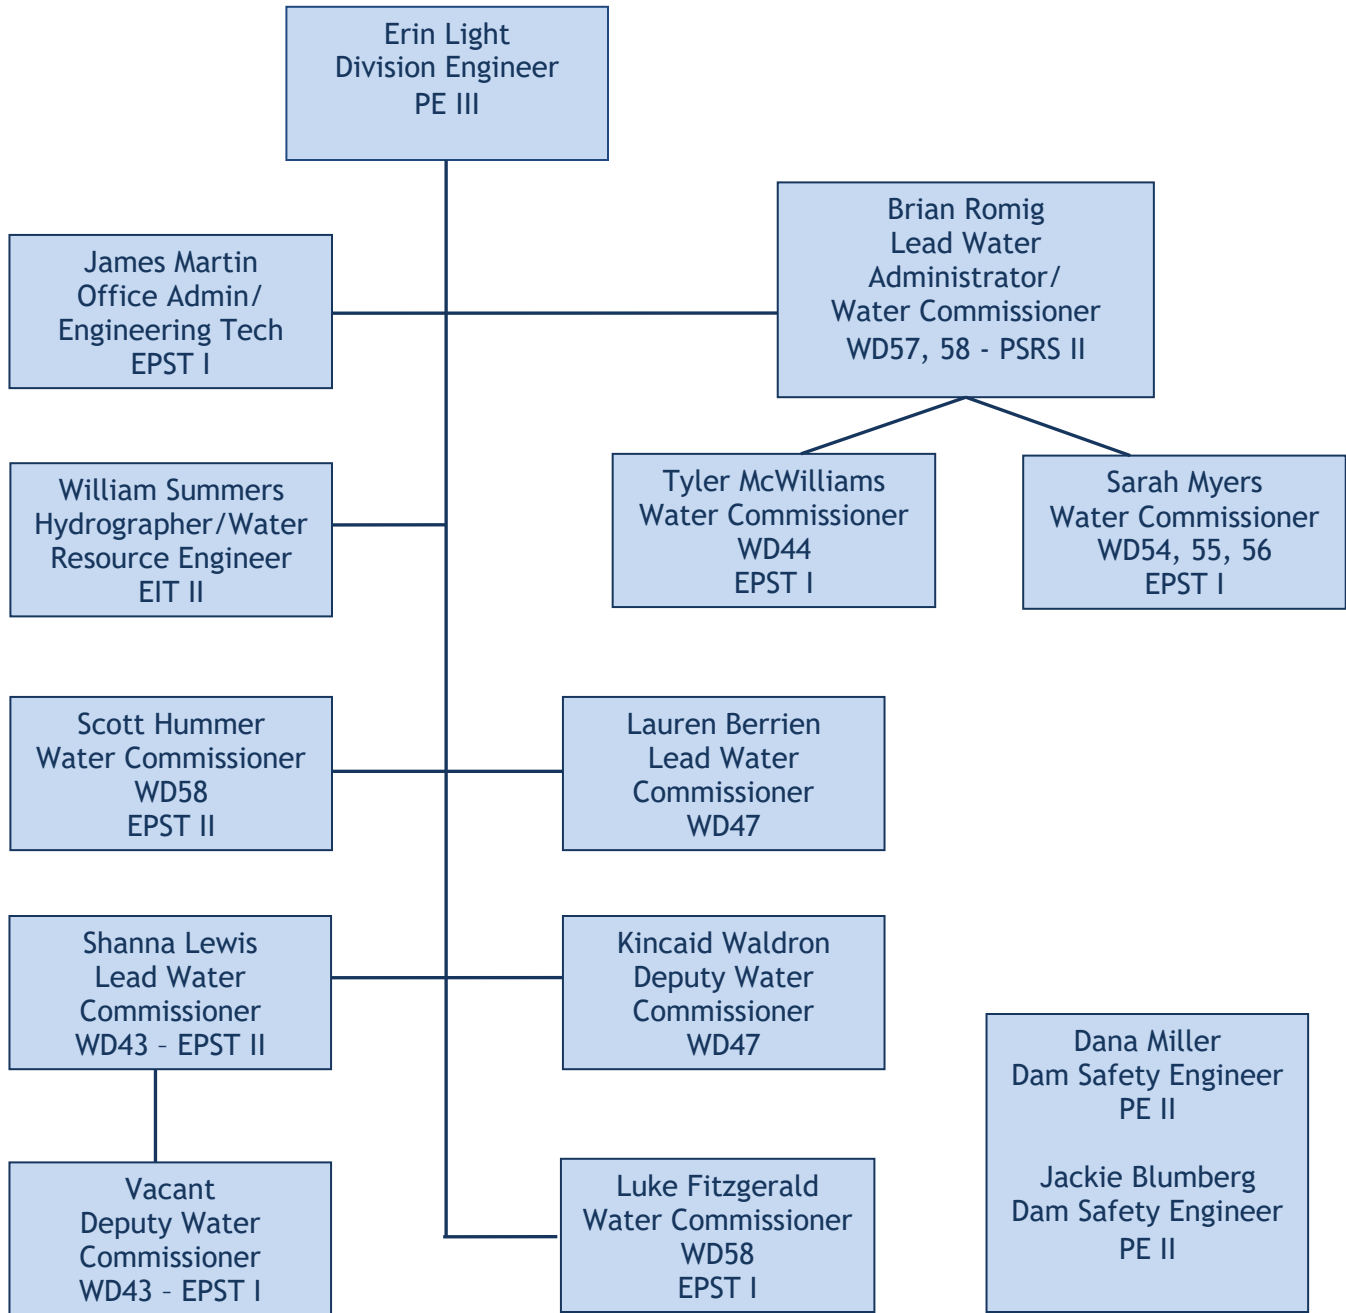 Erin Light
Division Engineer
PE III
James Martin
Office Admin/
Engineering Tech
EPST I
Brian Romig
Lead Water
Administrator/
Water Commissioner
WD57, 58 - PSRS II
William Summers
Hydrographer/Water
Resource Engineer
EIT II
Tyler McWilliams
Water Commissioner
WD44
EPST I
Sarah Myers
Water Commissioner
WD54, 55, 56
EPST I
Scott Hummer
Water Commissioner
WD58
EPST II
Lauren Berrien
Lead Water
Commissioner
WD47
Shanna Lewis
Lead Water
Commissioner
WD43 – EPST II
Kincaid Waldron
Deputy Water
Commissioner
WD47
Vacant
Deputy Water
Commissioner
WD43 – EPST I
Luke Fitzgerald
Water Commissioner
WD58
EPST I
Dana Miller
Dam Safety Engineer
PE II
Jackie Blumberg
Dam Safety Engineer
PE II